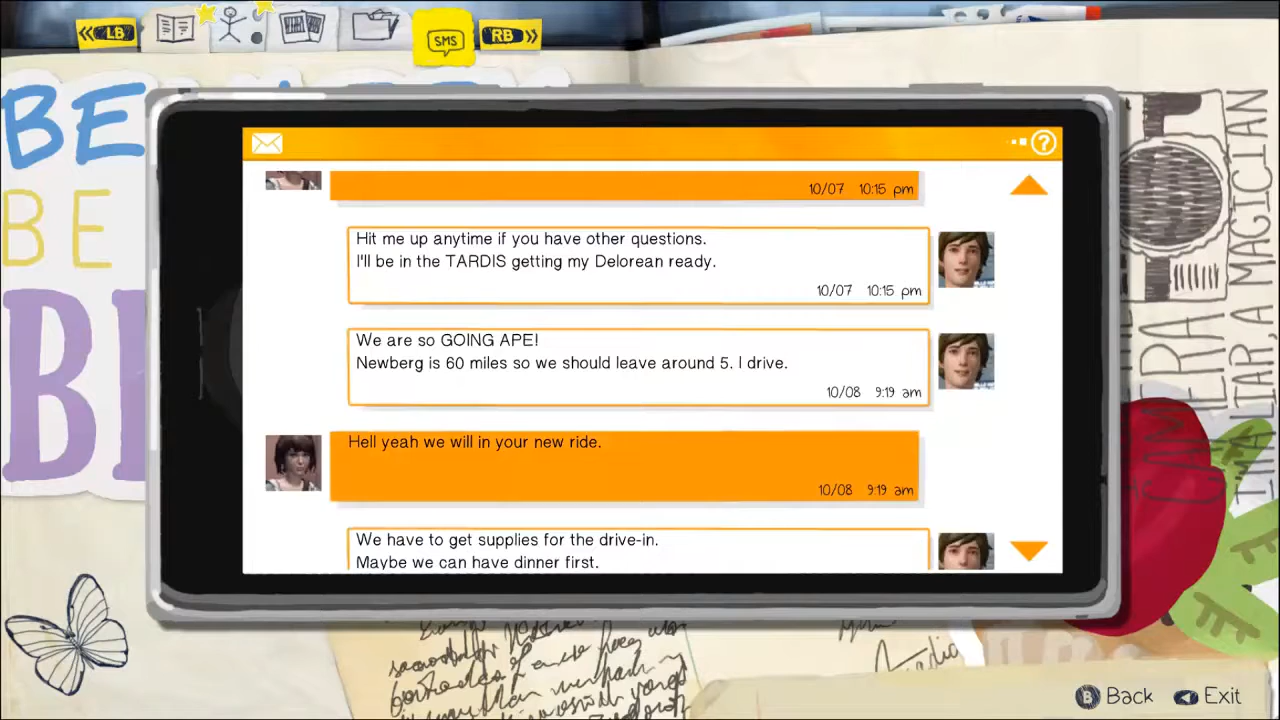 LB
SMS
RB
BE
BE
?
10/07 10:15 pm
Hit me up anytime if you have other questions.
I'll be in the TARDIS getting my Delorean ready.
10/07 10:15 pm
We are so GOING APE!
Newberg is 60 miles so we should leave around 5. I drive.
10/08 9:19 am
Hell yeah we will in your new ride.
10/08 9:19 am
We have to get supplies for the drive-in.
Maybe we can have dinner first.
LIAR, A MAGICIAN
B Back
Exit